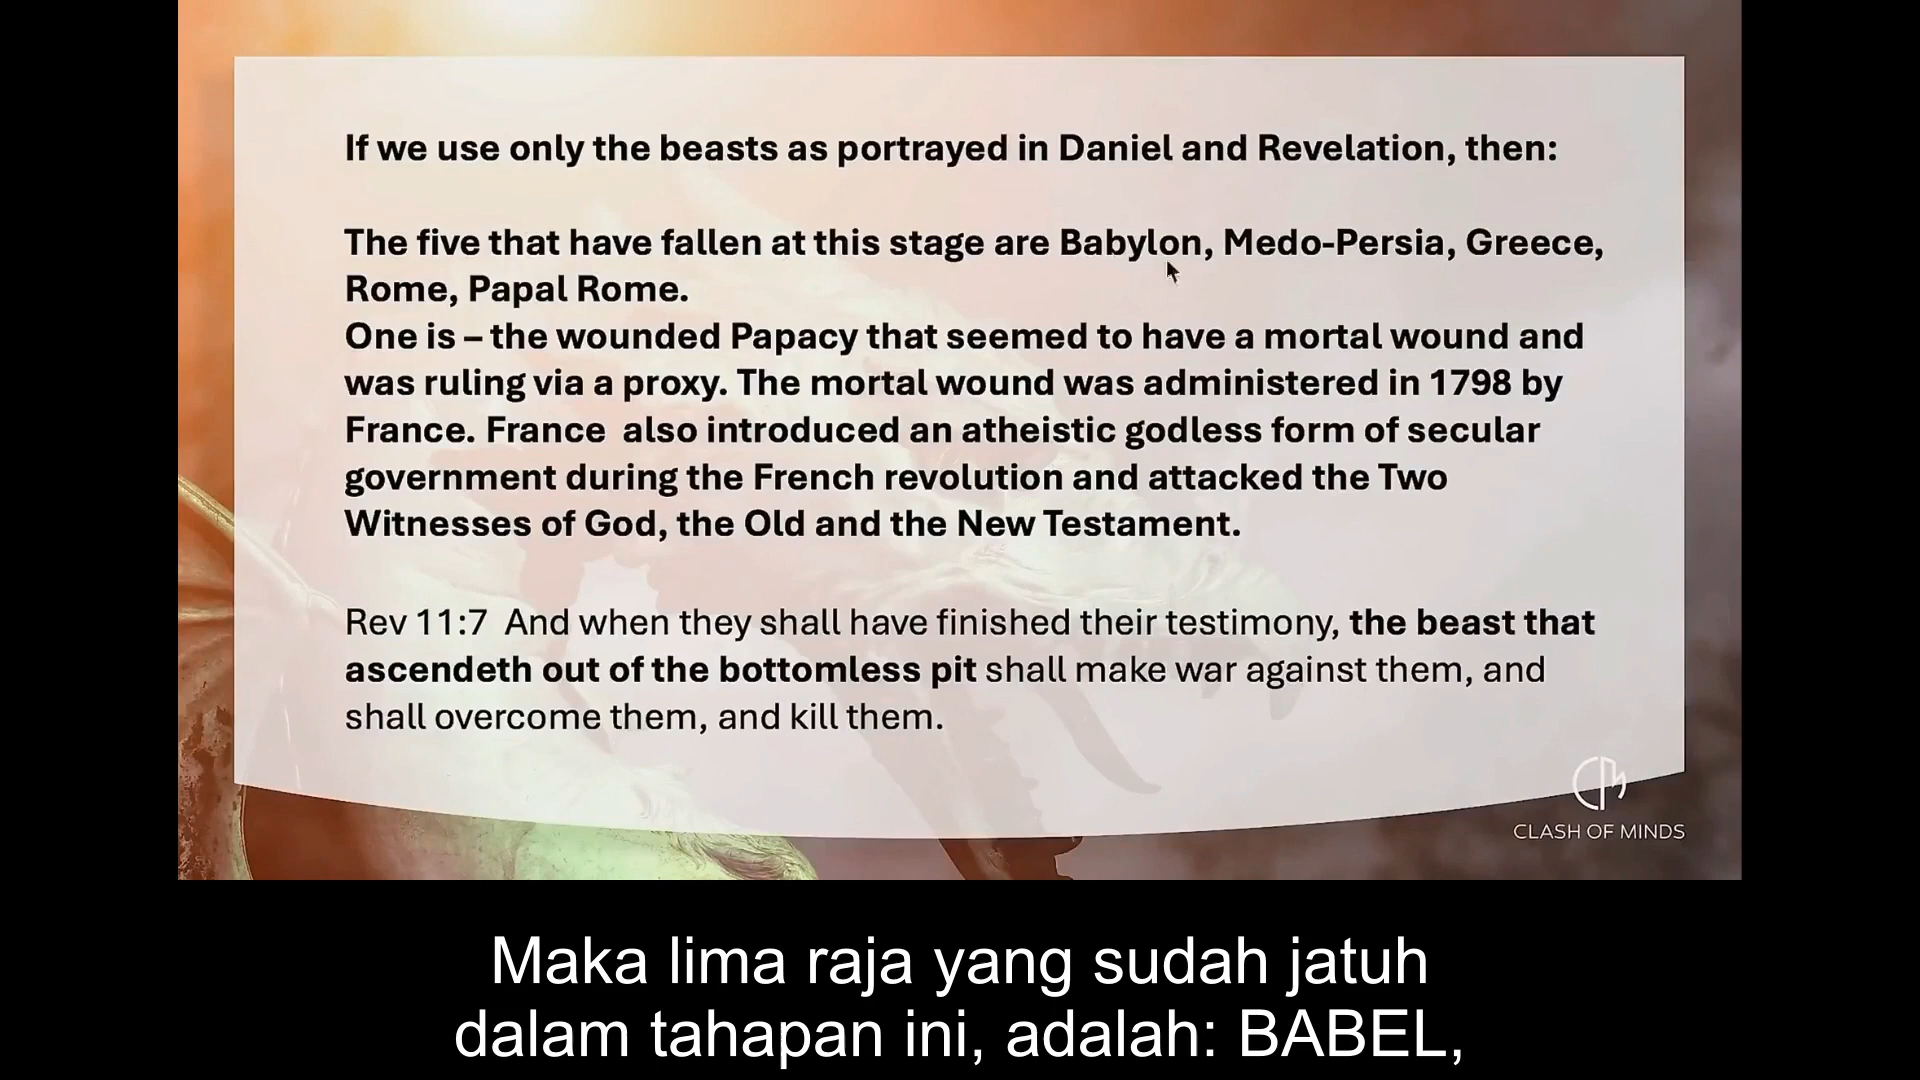 If we use only the beasts as portrayed in Daniel and Revelation, then:
The five that have fallen at this stage are Babylon, Medo-Persia, Greece,
Rome, Papal Rome.
One is – the wounded Papacy that seemed to have a mortal wound and
was ruling via a proxy. The mortal wound was administered in 1798 by
France. France  also introduced an atheistic godless form of secular
government during the French revolution and attacked the Two
Witnesses of God, the Old and the New Testament.
Rev 11:7  And when they shall have finished their testimony, the beast that
ascendeth out of the bottomless pit shall make war against them, and
shall overcome them, and kill them.
CLASH OF MINDS
Maka lima raja yang sudah jatuh
dalam tahapan ini, adalah: BABEL,